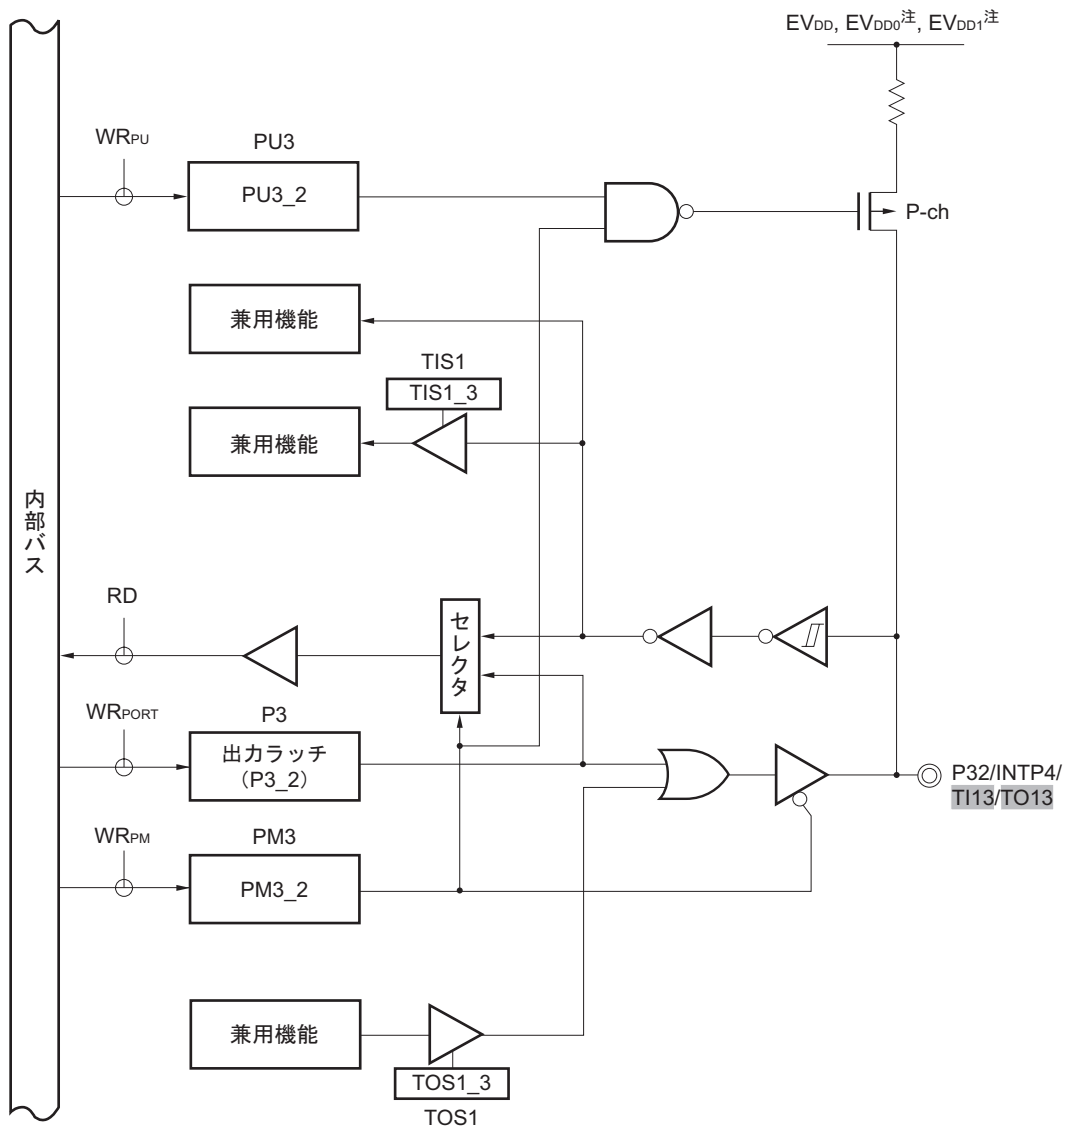 EVDD, EVDD0注, EVDD1注
WRPU
PU3
PU3_2
P-ch
兼用機能
TIS1
TIS1_3
兼用機能
内部バス
RD
セレクタ
WRPORT
P3
出力ラッチ
（P3_2）
P32/INTP4/
TI13/TO13
WRPM
PM3
PM3_2
兼用機能
TOS1_3
TOS1